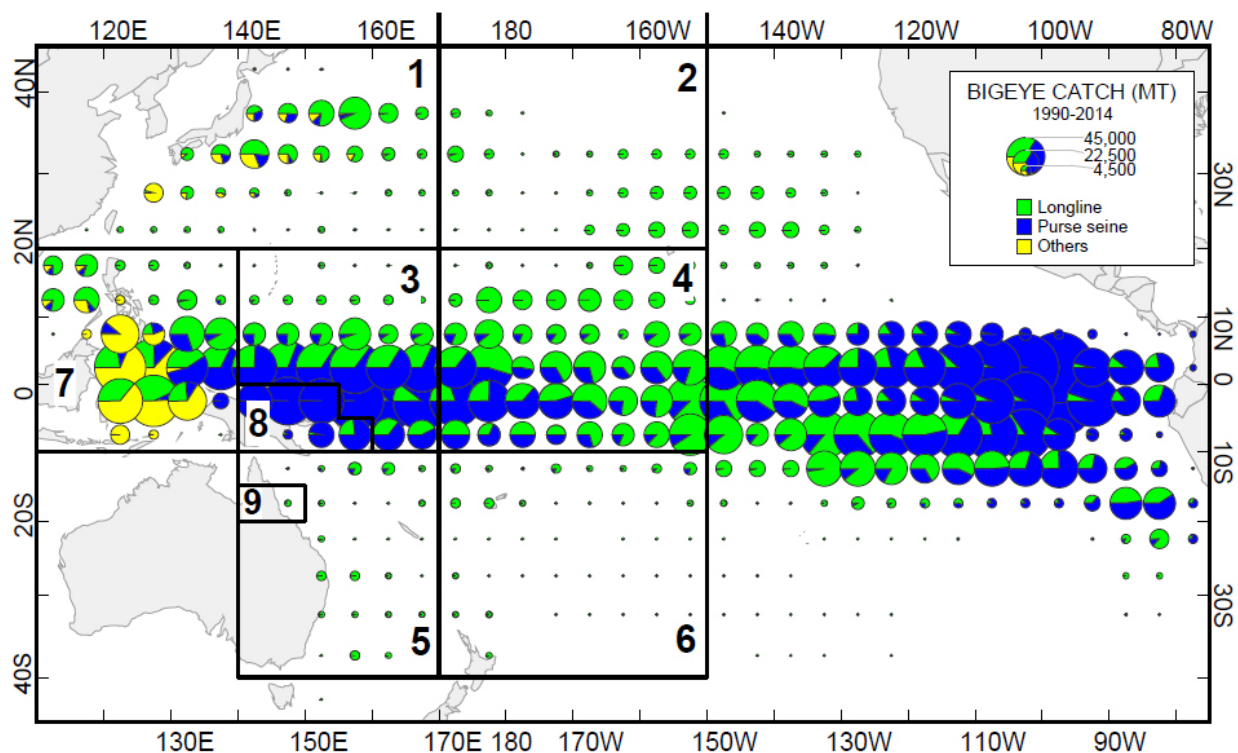 120E 140E 160E 180 160W 140W 120W 100W 80W
40N
20N
0
20S
40S
30N
10N
0
10S
30S
1
2
3
4
5
6
7
8
9
BIGEYE CATCH (MT)
1990-2014
45,000
22,500
4,500
Longline
Purse seine
Others
130E 150E 170E 180 170W 150W 130W 110W 90W